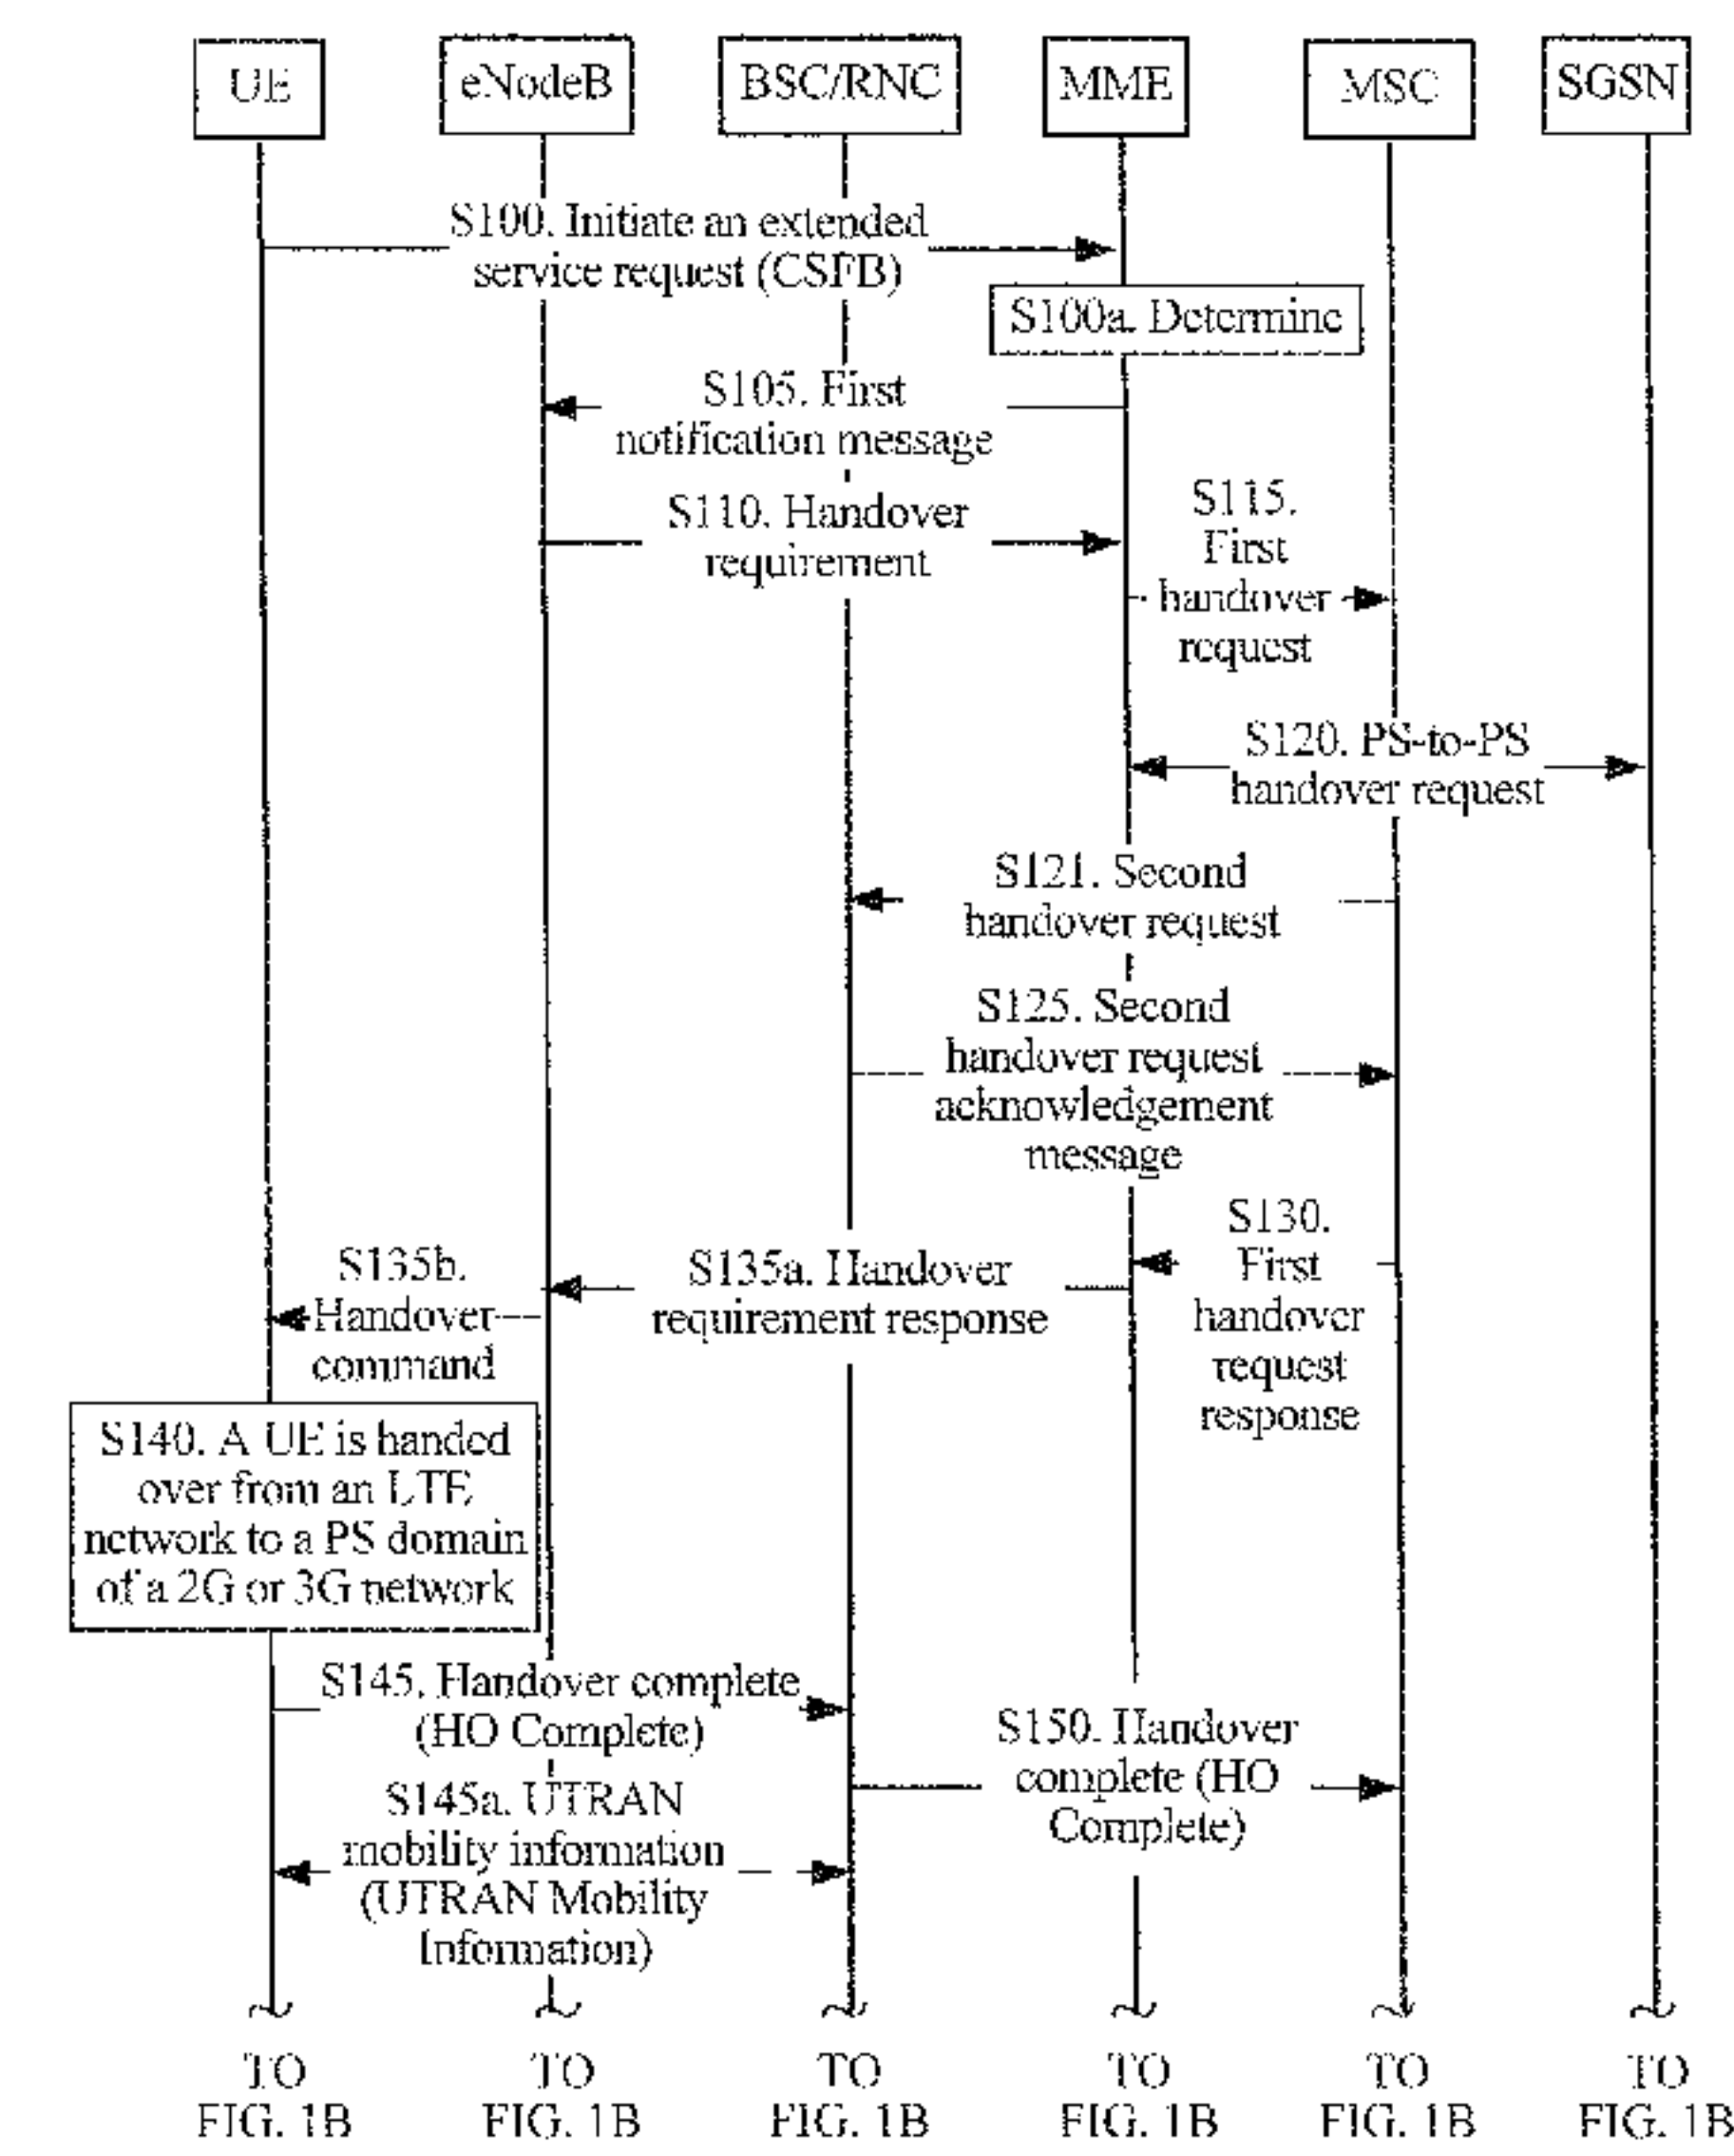 UE
eNodeB
BSC/RNC
MME
MSC
SGSN
S100. Initiate an extended
service request (CSFB)
S100a. Determine
S105. First
notification message
S110. Handover
requirement
S115.
First
handover
request
S120. PS-to-PS
handover request
S121. Second
handover request
S125. Second
handover request
acknowledgement
message
S130.
First
handover
request
response
S135a. Handover
requirement response
S135b.
Handover
command
S140. A UE is handed
over from an LTE
network to a PS domain
of a 2G or 3G network
S145. Handover complete
(HO Complete)
S150. Handover
complete (HO
Complete)
S145a. UTRAN
mobility information
(UTRAN Mobility
Information)
TO
FIG. 1B
TO
FIG. 1B
TO
FIG. 1B
TO
FIG. 1B
TO
FIG. 1B
TO
FIG. 1B